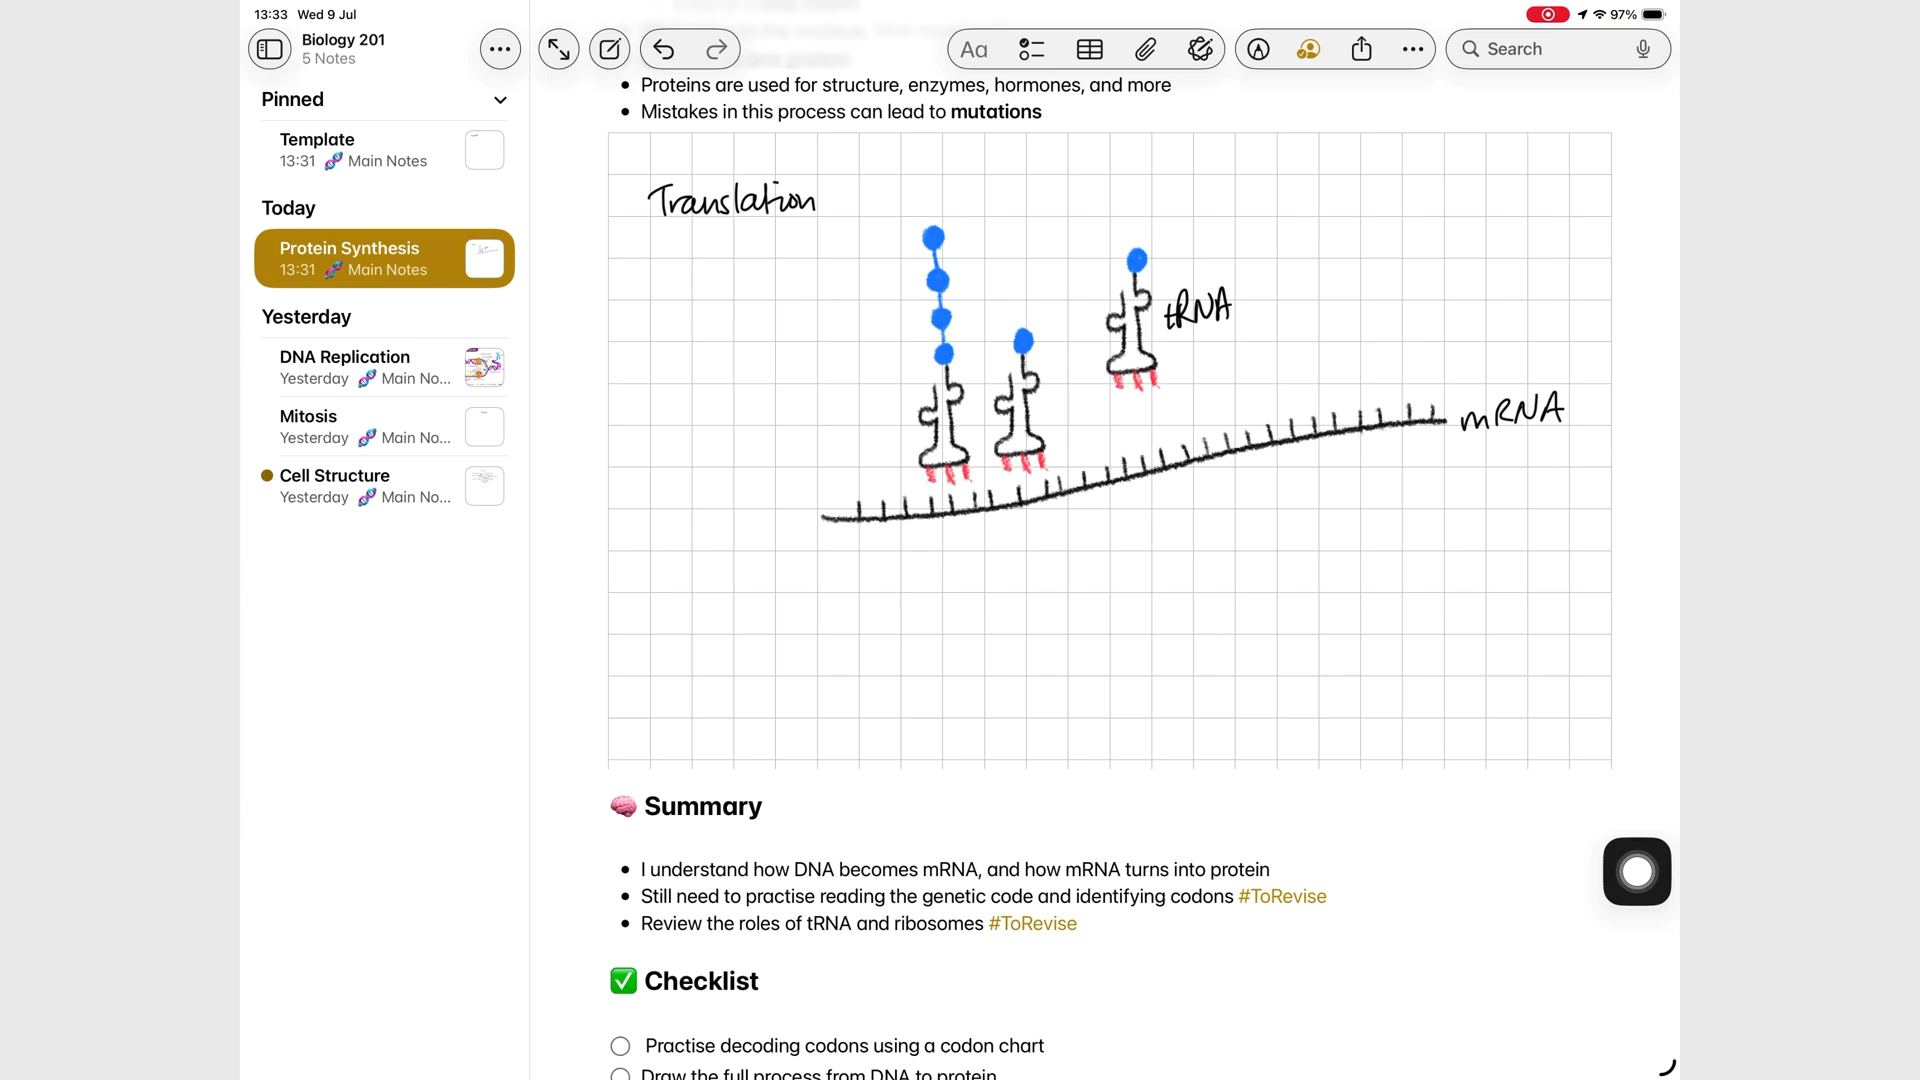 13:33 Wed 9 Jul
97%
Biology 201
5 Notes
Aa
Search
Pinned
Template
13:31 🧬 Main Notes
Today
Protein Synthesis
13:31 🧬 Main Notes
Yesterday
DNA Replication
Yesterday 🧬 Main No...
Mitosis
Yesterday 🧬 Main No...
Cell Structure
Yesterday 🧬 Main No...
• Proteins are used for structure, enzymes, hormones, and more
• Mistakes in this process can lead to mutations
Translation
tRNA
mRNA
🧠 Summary
• I understand how DNA becomes mRNA, and how mRNA turns into protein
• Still need to practise reading the genetic code and identifying codons #ToRevise
• Review the roles of tRNA and ribosomes #ToRevise
✅ Checklist
Practise decoding codons using a codon chart
Draw the full process from DNA to protein